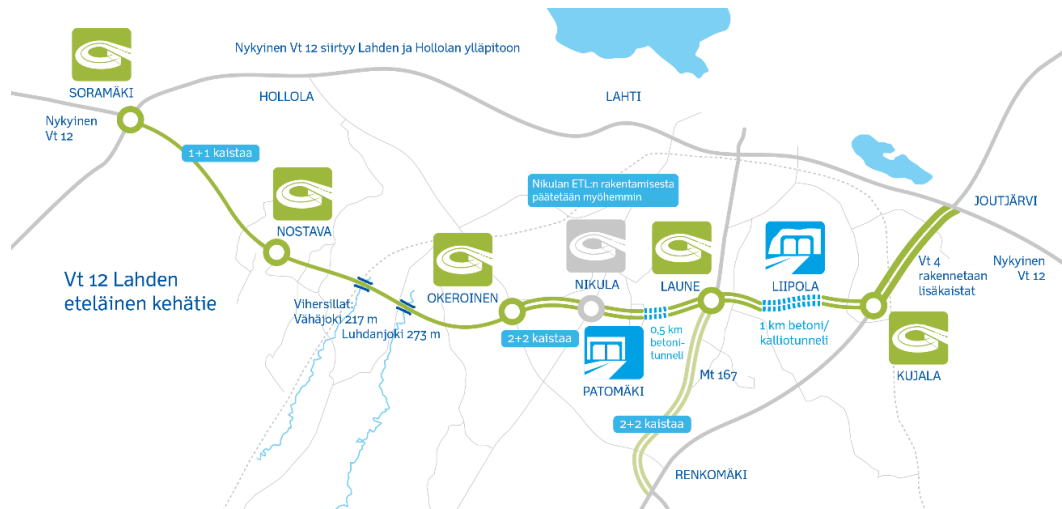 Nykyinen Vt 12 siirtyy Lahden ja Hollolan ylläpitoon
SORAMÄKI
HOLLOLA
LAHTI
Nykyinen
Vt 12
1+1 kaistaa
Nikulan ETL:n rakentamisesta
päätetään myöhemmin
JOUTJÄRVI
NOSTAVA
Vt 12 Lahden
eteläinen kehätie
OKEROINEN
NIKULA
LAUNE
LIIPOLA
Vt 4
rakennetaan
lisäkaistat
Nykyinen
Vt 12
Vihersillat:
Vähäjoki 217 m
Luhdanjoki 273 m
2+2 kaistaa
0,5 km
betoni-
tunneli
1 km betoni/
kalliotunneli
PATOMÄKI
Mt 167
KUJALA
2+2 kaistaa
RENKOMÄKI